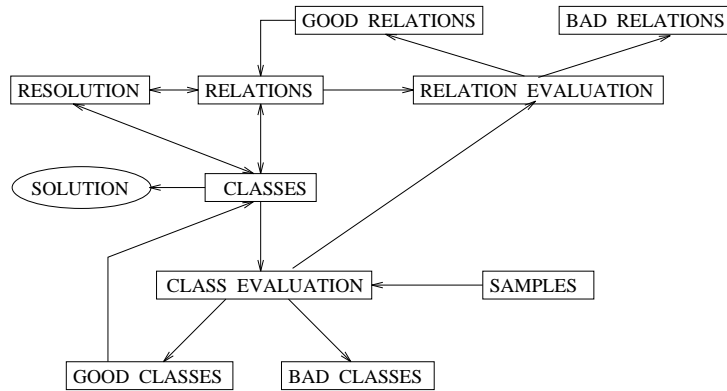 GOOD RELATIONS
BAD RELATIONS
RESOLUTION
RELATIONS
RELATION EVALUATION
SOLUTION
CLASSES
CLASS EVALUATION
SAMPLES
GOOD CLASSES
BAD CLASSES